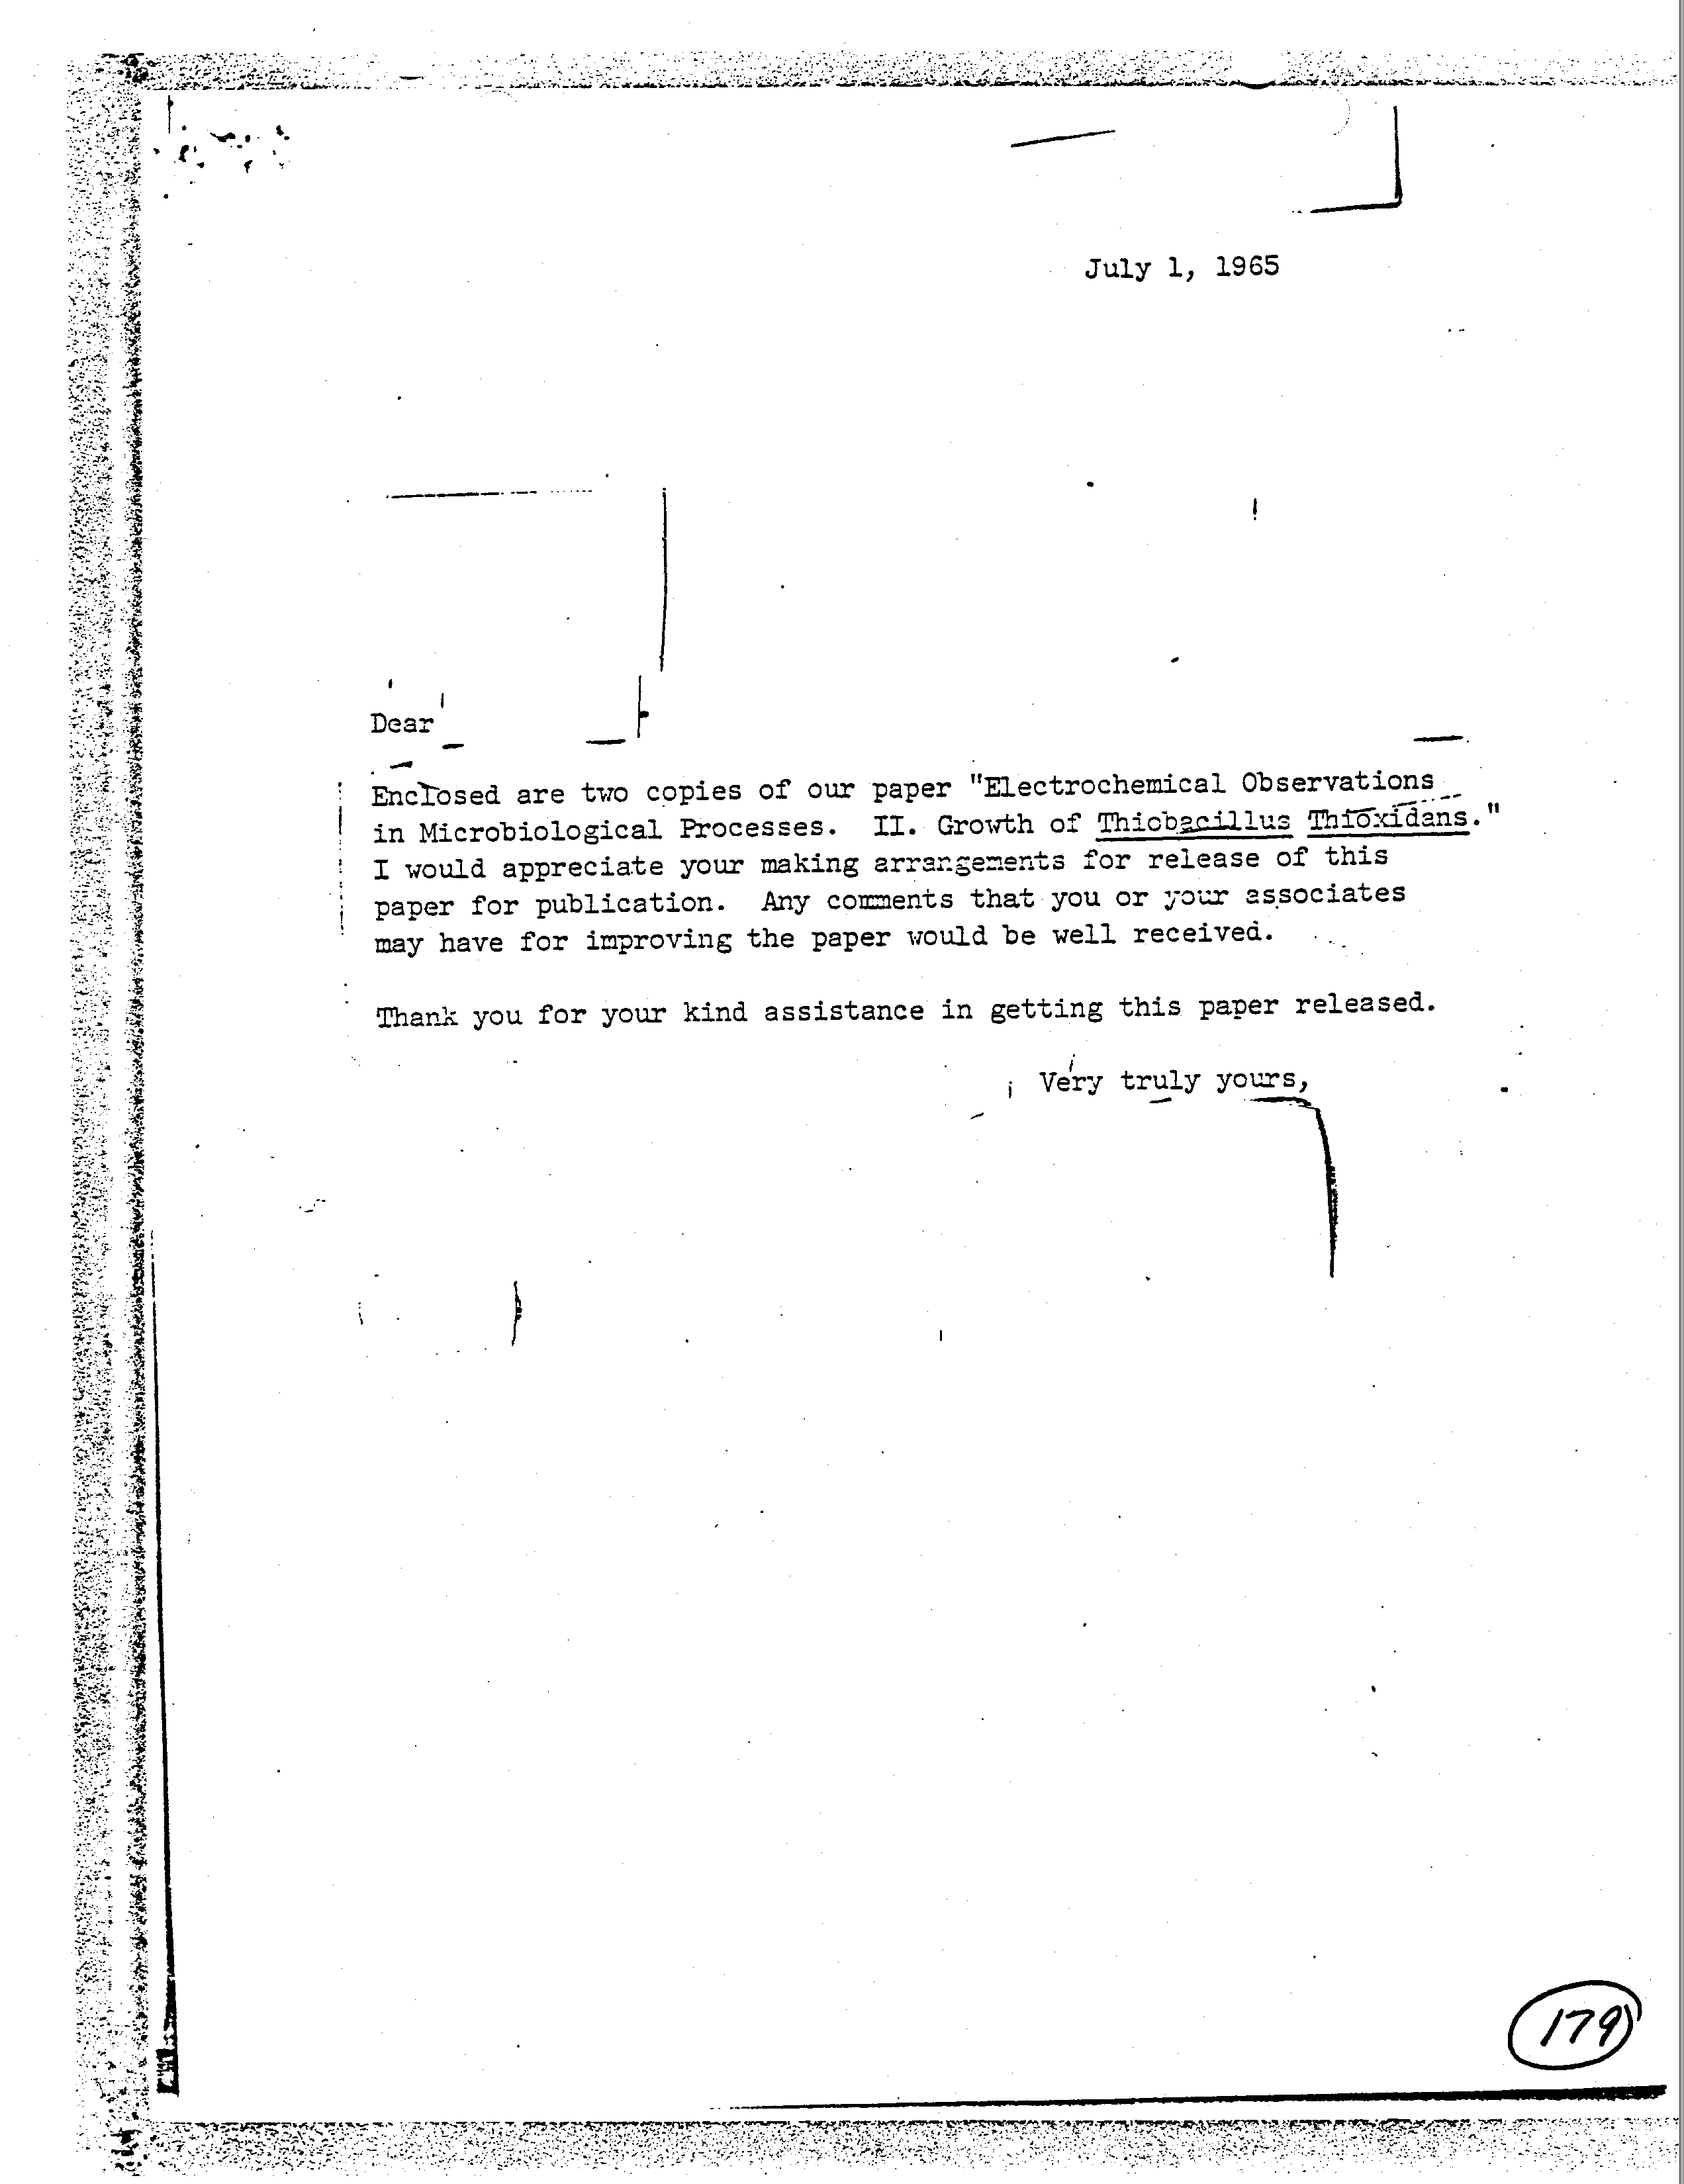 July 1, 1965
Dear
Enclosed are two copies of our paper "Electrochemical Observations
in Microbiological Processes. II. Growth of Thiobacillus Thioxidans."
I would appreciate your making arrangements for release of this
paper for publication. Any comments that you or your associates
may have for improving the paper would be well received.
Thank you for your kind assistance in getting this paper released.
Very truly yours,
179